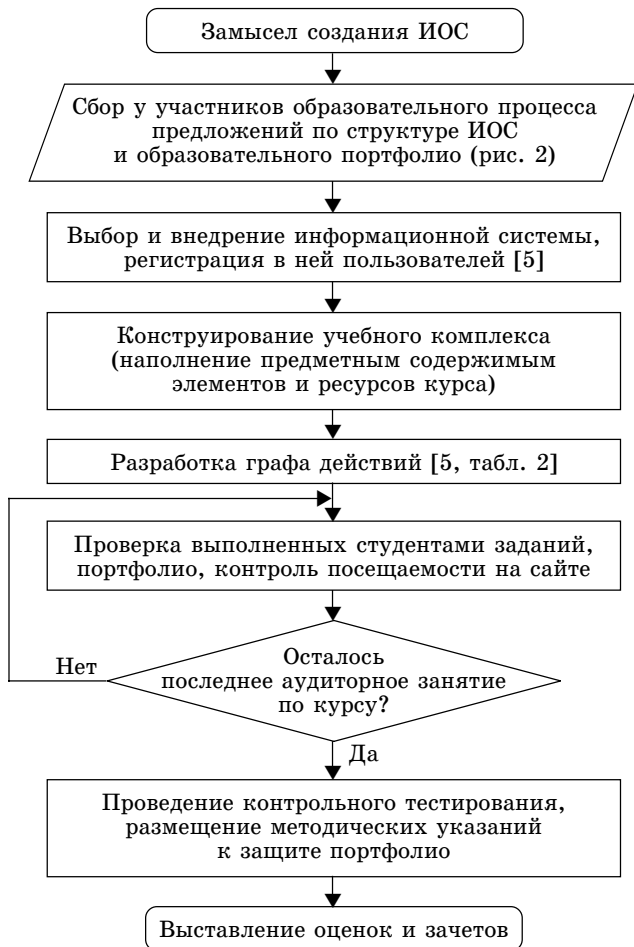 Замысел создания ИОС
Сбор у участников образовательного процесса
предложений по структуре ИОС
и образовательного портфолио (рис. 2)
Выбор и внедрение информационной системы,
регистрация в ней пользователей [5]
Конструирование учебного комплекса
(наполнение предметным содержимым
элементов и ресурсов курса)
Разработка графа действий [5, табл. 2]
Проверка выполненных студентами заданий,
портфолио, контроль посещаемости на сайте
Нет
Осталось
последнее аудиторное занятие
по курсу?
Да
Проведение контрольного тестирования,
размещение методических указаний
к защите портфолио
Выставление оценок и зачетов